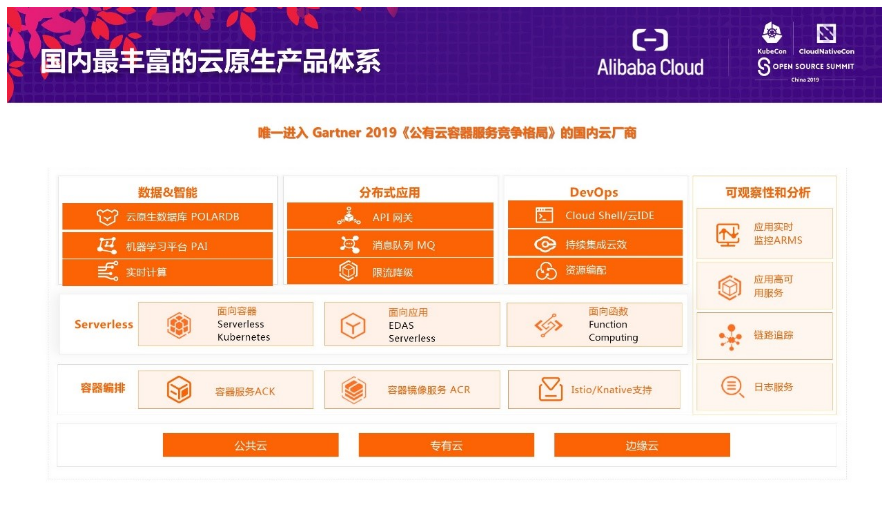 国内最丰富的云原生产品体系
Alibaba Cloud
KubeCon
CloudNativeCon
OPEN SOURCE SUMMIT
China 2019
唯一进入 Gartner 2019《公有云容器服务竞争格局》的国内云厂商
数据&智能
云原生数据库 POLARDB
机器学习平台 PAI
实时计算
分布式应用
API 网关
消息队列 MQ
限流降级
DevOps
Cloud Shell/云IDE
持续集成云效
资源编配
可观察性和分析
应用实时
监控ARMS
应用高可
用服务
链路追踪
日志服务
Serverless
面向容器
Serverless
Kubernetes
面向应用
EDAS
Serverless
面向函数
Function
Computing
容器编排
容器服务ACK
容器镜像服务 ACR
Istio/Knative支持
公共云
专有云
边缘云